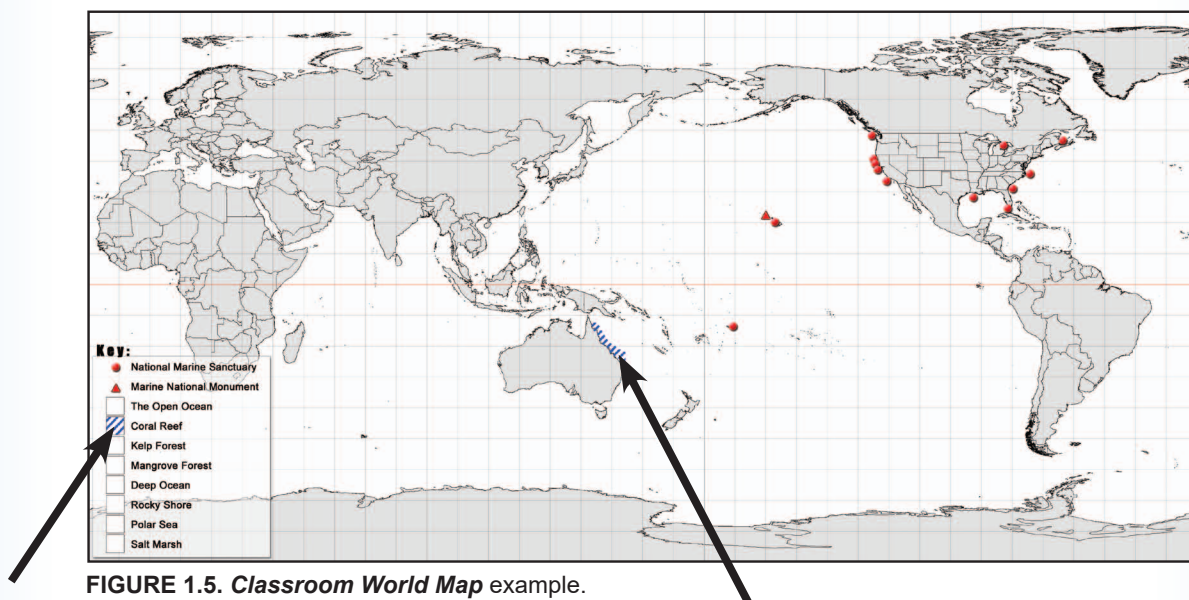 Key:
National Marine Sanctuary
Marine National Monument
The Open Ocean
Coral Reef
Kelp Forest
Mangrove Forest
Deep Ocean
Rocky Shore
Polar Sea
Salt Marsh
FIGURE 1.5. Classroom World Map example.